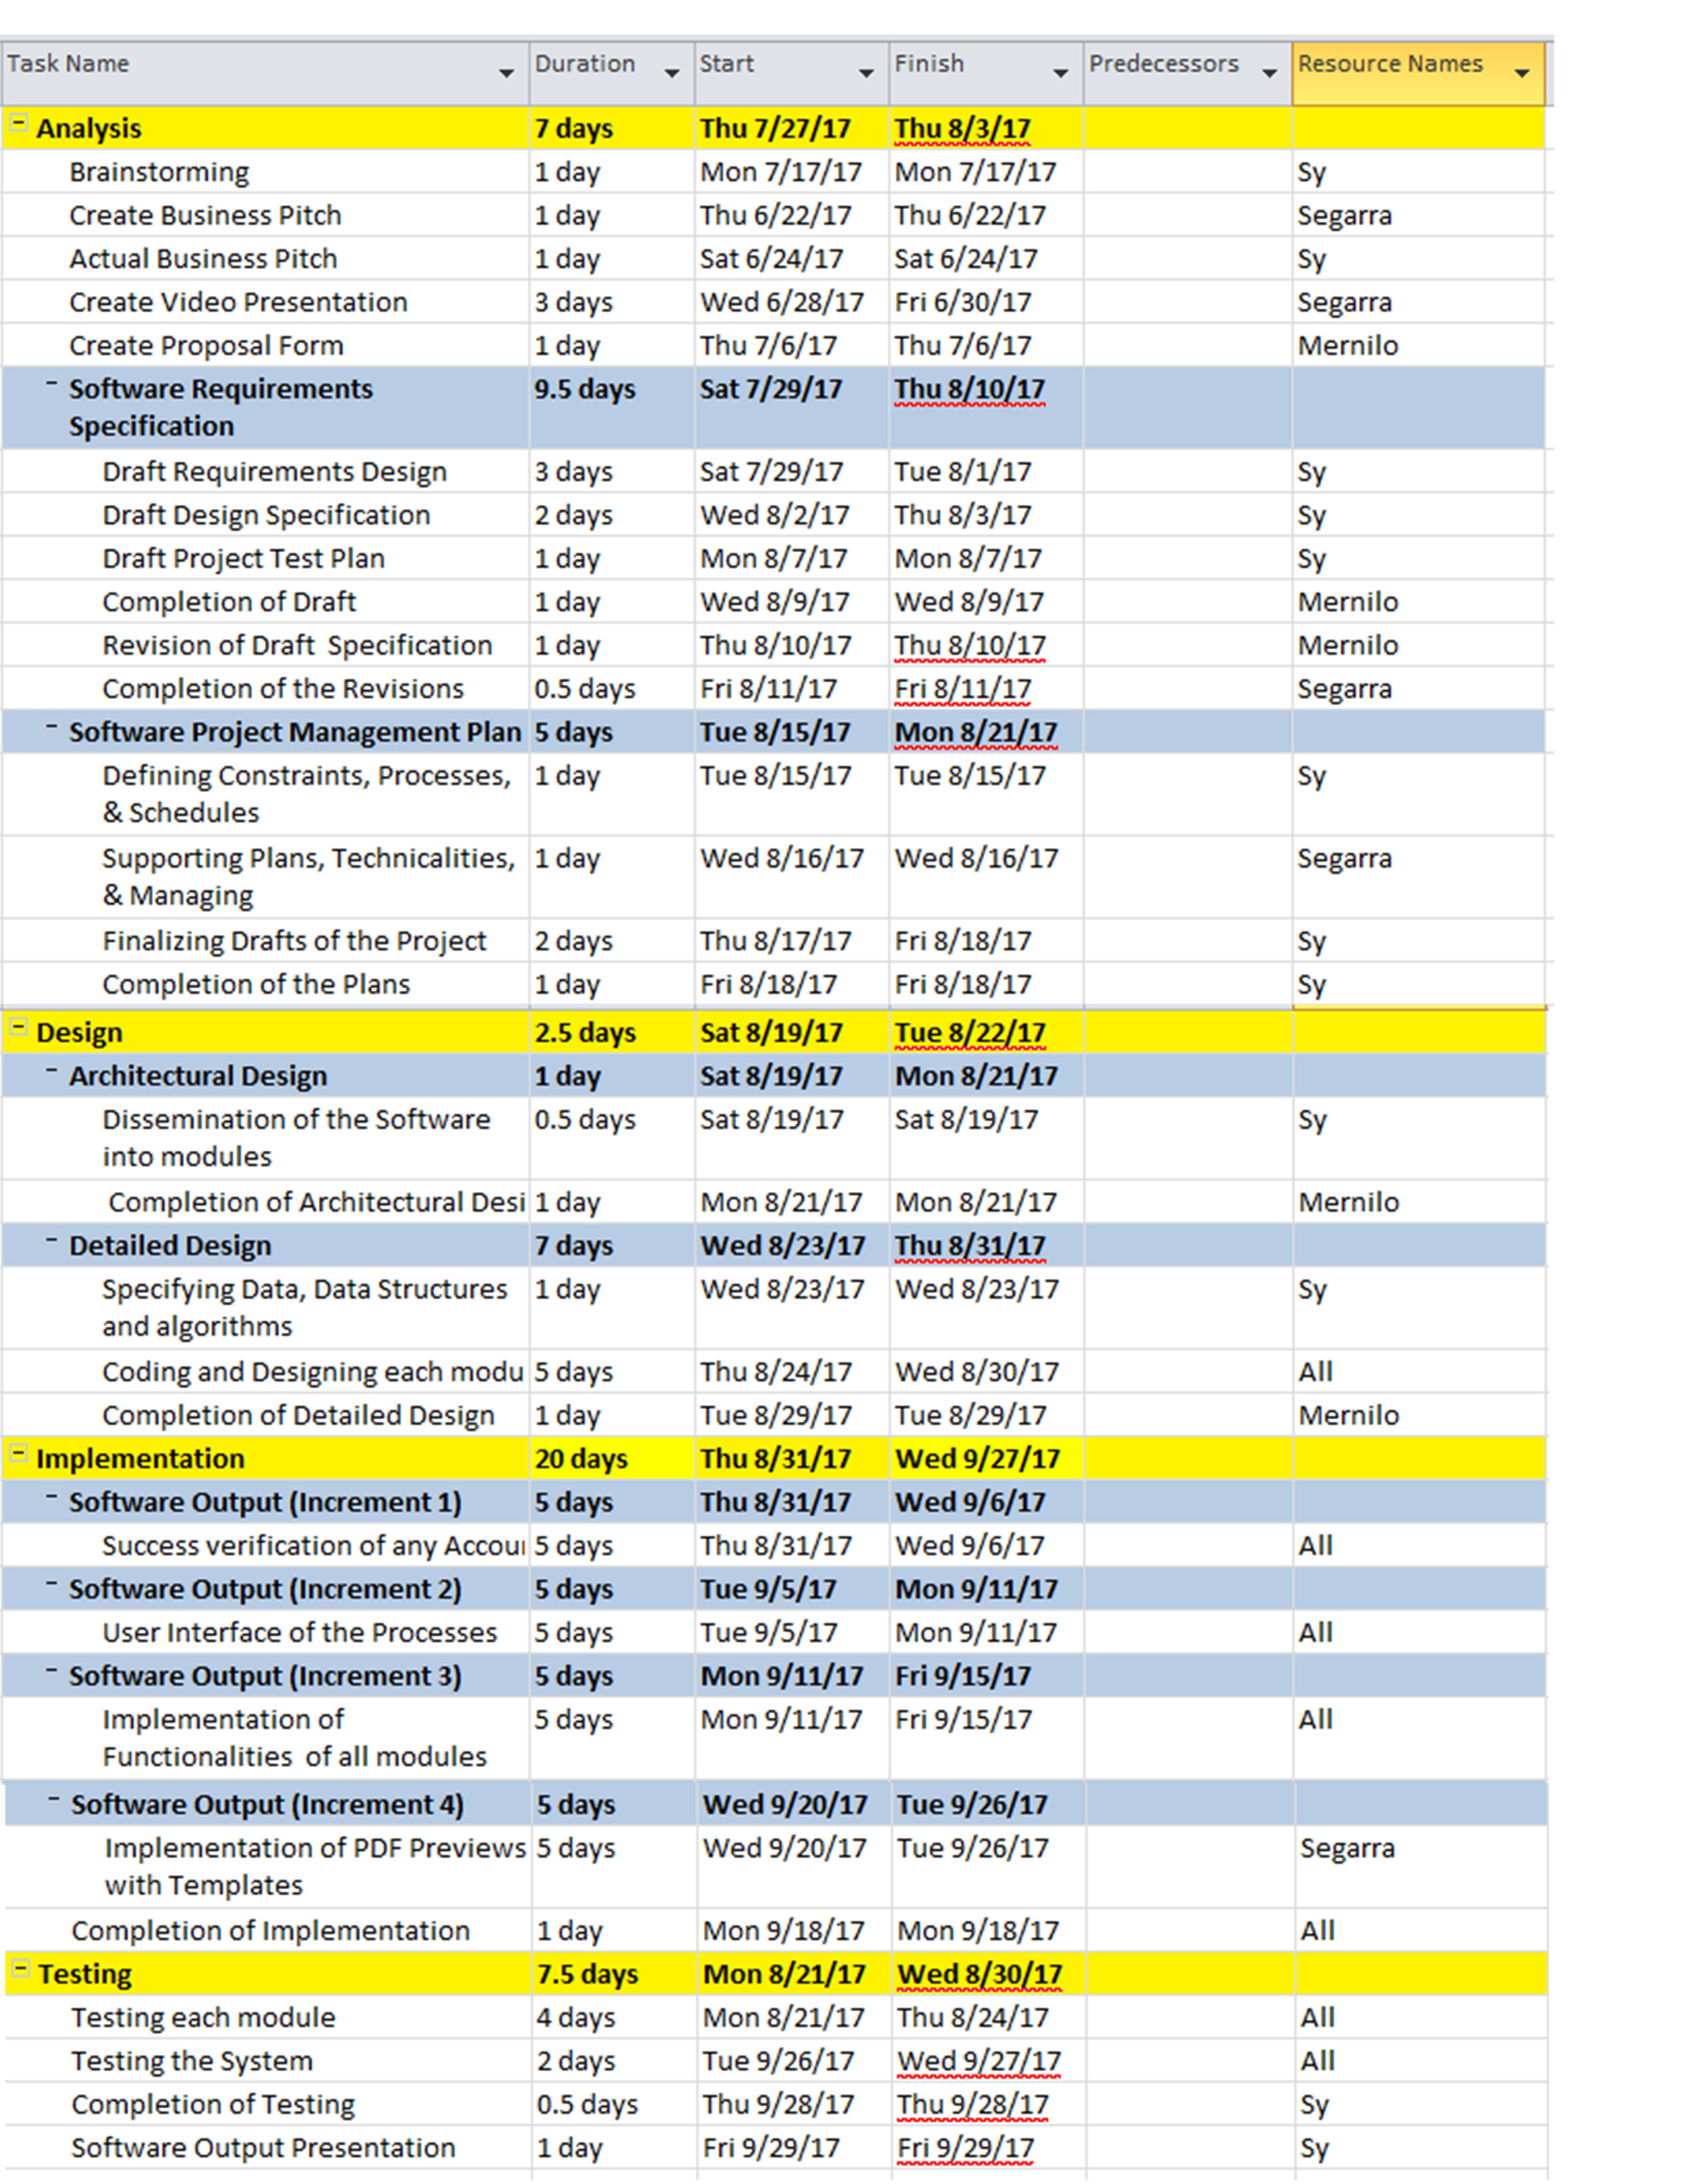 Task Name Duration Start Finish Predecessors Resource Names
Analysis 7 days Thu 7/27/17 Thu 8/3/17
Brainstorming 1 day Mon 7/17/17 Mon 7/17/17 Sy
Create Business Pitch 1 day Thu 6/22/17 Thu 6/22/17 Segarra
Actual Business Pitch 1 day Sat 6/24/17 Sat 6/24/17 Sy
Create Video Presentation 3 days Wed 6/28/17 Fri 6/30/17 Segarra
Create Proposal Form 1 day Thu 7/6/17 Thu 7/6/17 Mernilo
Software Requirements 9.5 days Sat 7/29/17 Thu 8/10/17
Specification
Draft Requirements Design 3 days Sat 7/29/17 Tue 8/1/17 Sy
Draft Design Specification 2 days Wed 8/2/17 Thu 8/3/17 Sy
Draft Project Test Plan 1 day Mon 8/7/17 Mon 8/7/17 Sy
Completion of Draft 1 day Wed 8/9/17 Wed 8/9/17 Mernilo
Revision of Draft Specification 1 day Thu 8/10/17 Thu 8/10/17 Mernilo
Completion of the Revisions 0.5 days Fri 8/11/17 Fri 8/11/17 Segarra
Software Project Management Plan 5 days Tue 8/15/17 Mon 8/21/17
Defining Constraints, Processes, 1 day Tue 8/15/17 Tue 8/15/17 Sy
& Schedules
Supporting Plans, Technicalities, 1 day Wed 8/16/17 Wed 8/16/17 Segarra
& Managing
Finalizing Drafts of the Project 2 days Thu 8/17/17 Fri 8/18/17 Sy
Completion of the Plans 1 day Fri 8/18/17 Fri 8/18/17 Sy
Design 2.5 days Sat 8/19/17 Tue 8/22/17
Architectural Design 1 day Sat 8/19/17 Mon 8/21/17
Dissemination of the Software 0.5 days Sat 8/19/17 Sat 8/19/17 Sy
into modules
Completion of Architectural Desi 1 day Mon 8/21/17 Mon 8/21/17 Mernilo
Detailed Design 7 days Wed 8/23/17 Thu 8/31/17
Specifying Data, Data Structures 1 day Wed 8/23/17 Wed 8/23/17 Sy
and algorithms
Coding and Designing each modu 5 days Thu 8/24/17 Wed 8/30/17 All
Completion of Detailed Design 1 day Tue 8/29/17 Tue 8/29/17 Mernilo
Implementation 20 days Thu 8/31/17 Wed 9/27/17
Software Output (Increment 1) 5 days Thu 8/31/17 Wed 9/6/17
Success verification of any Accou 5 days Thu 8/31/17 Wed 9/6/17 All
Software Output (Increment 2) 5 days Tue 9/5/17 Mon 9/11/17
User Interface of the Processes 5 days Tue 9/5/17 Mon 9/11/17 All
Software Output (Increment 3) 5 days Mon 9/11/17 Fri 9/15/17
Implementation of 5 days Mon 9/11/17 Fri 9/15/17 All
Functionalities of all modules
Software Output (Increment 4) 5 days Wed 9/20/17 Tue 9/26/17
Implementation of PDF Previews 5 days Wed 9/20/17 Tue 9/26/17 Segarra
with Templates
Completion of Implementation 1 day Mon 9/18/17 Mon 9/18/17 All
Testing 7.5 days Mon 8/21/17 Wed 8/30/17
Testing each module 4 days Mon 8/21/17 Thu 8/24/17 All
Testing the System 2 days Tue 9/26/17 Wed 9/27/17 All
Completion of Testing 0.5 days Thu 9/28/17 Thu 9/28/17 Sy
Software Output Presentation 1 day Fri 9/29/17 Fri 9/29/17 Sy